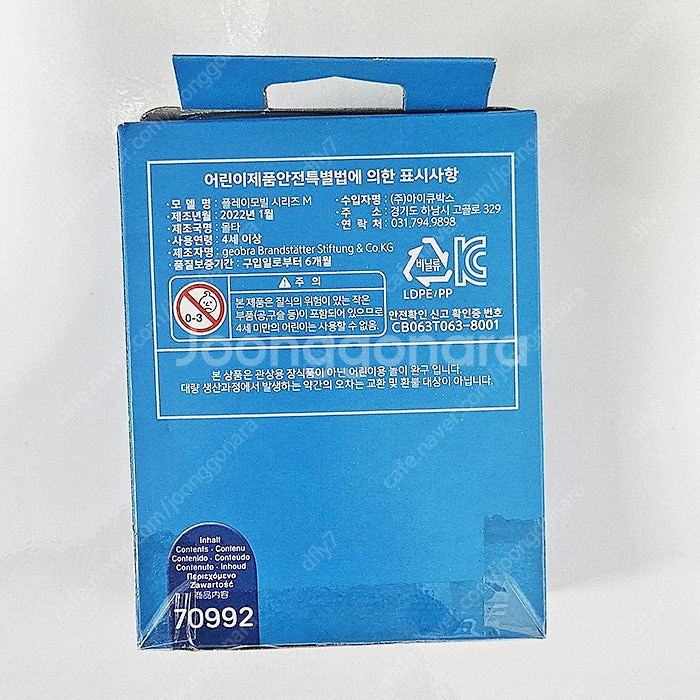 어린이제품안전특별법에 의한 표시사항
· 모 델 명 : 플레이모빌 시리즈 M
· 제조년월 : 2022년 1월
· 제조국명 : 몰타
· 사용연령 : 4세 이상
· 제조자명 : geobra Brandstätter Stiftung & Co.KG
· 품질보증기간 : 구입일로부터 6개월
· 수입자명 : (주)아이큐박스
· 주 소 : 경기도 하남시 고골로 329
· 연 락 처 : 031.794.9898
비닐류
LDPE/PP
안전확인 신고 확인증 번호
CB063T063-8001
0-3
주 의
본 제품은 질식의 위험이 있는 작은
부품(공,구슬 등)이 포함되어 있으므로
4세 미만의 어린이는 사용할 수 없음.
Joonggonara
본 상품은 관상용 장식품이 아닌 어린이용 놀이 완구 입니다.
대량 생산과정에서 발생하는 약간의 오차는 교환 및 환불 대상이 아닙니다.
Inhalt
Contents · Contenu
Contenido · Conteúdo
Contenuto · Inhoud
Περιεχόμενο
Zawartość
商品内容
70992
cafe.naver.com/joonggonara
dfly7